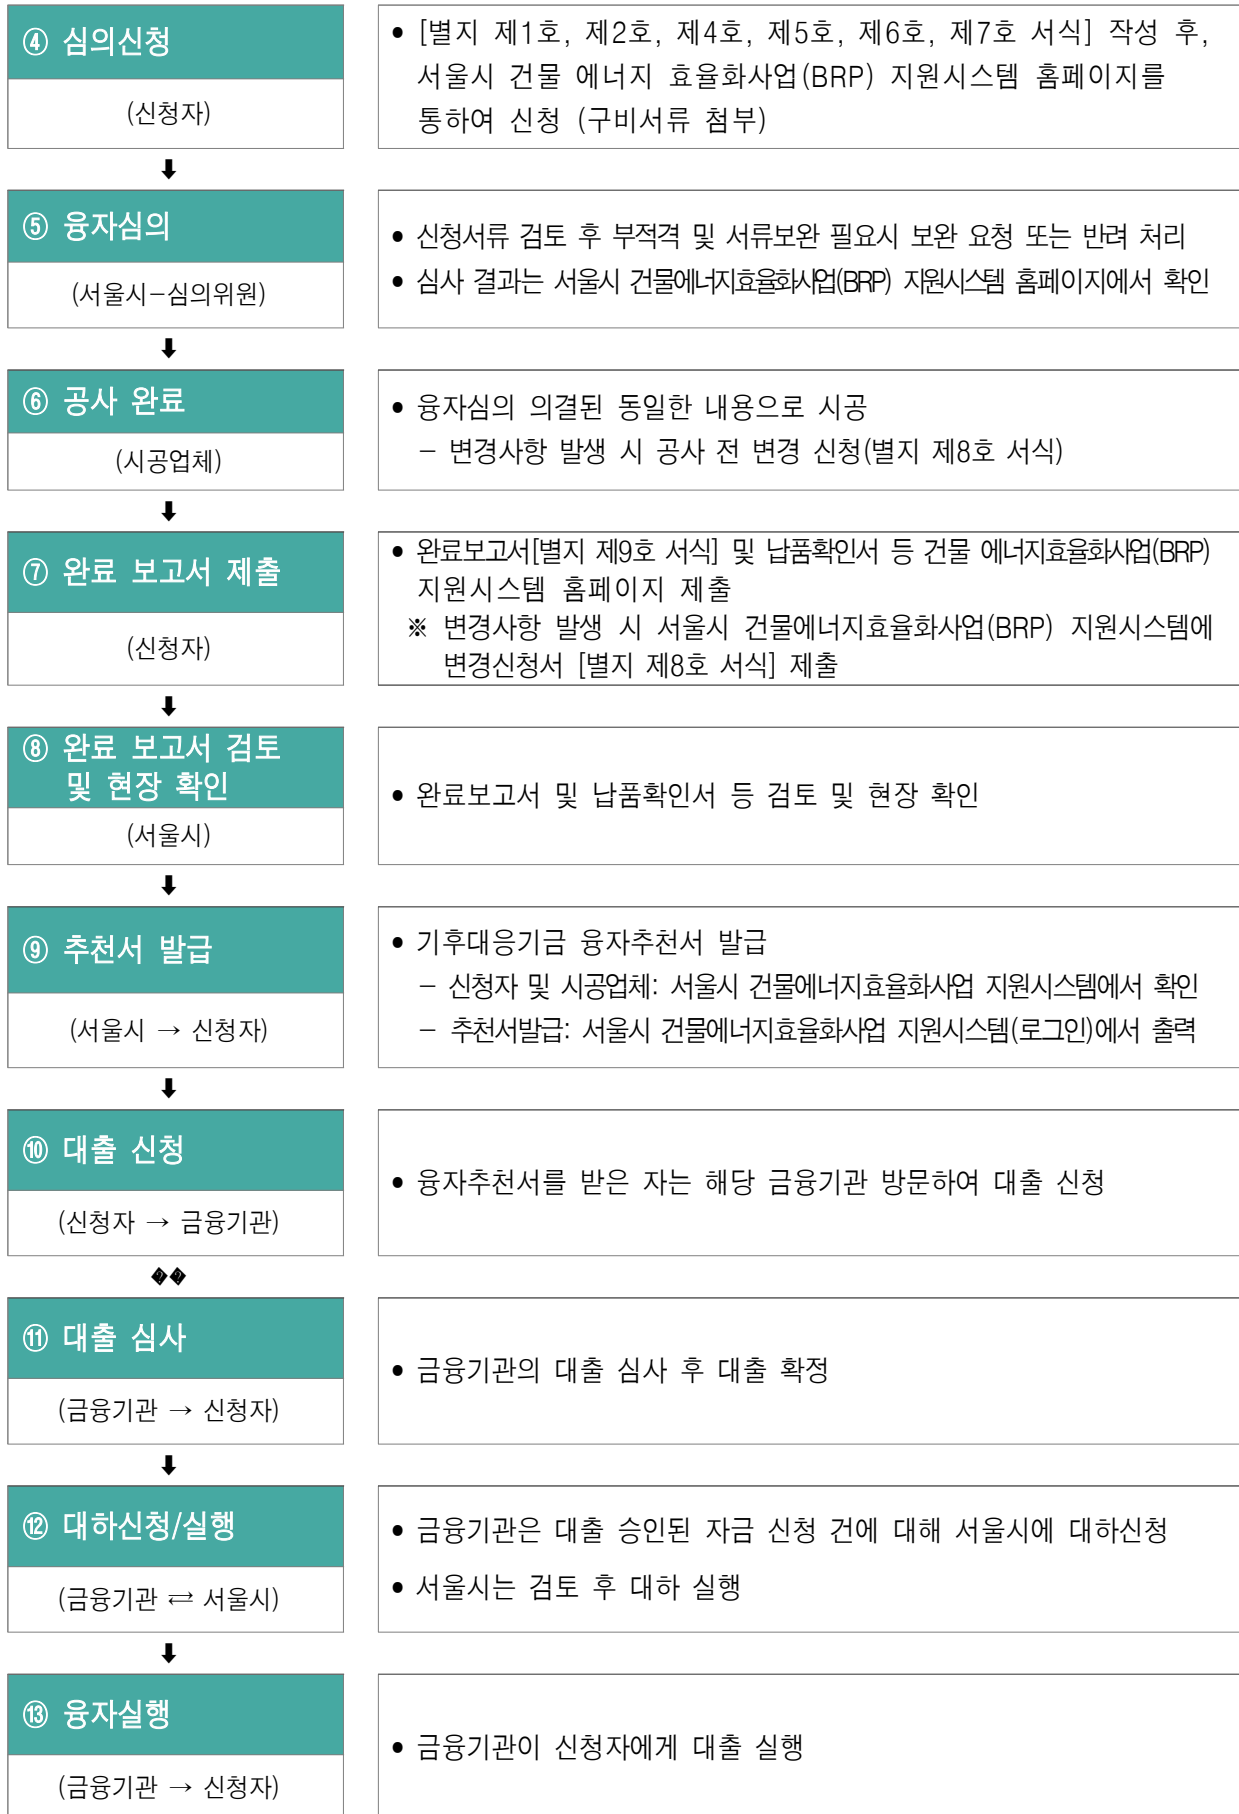 ④ 심의신청
(신청자)
• [별지 제1호, 제2호, 제4호, 제5호, 제6호, 제7호 서식] 작성 후,
서울시 건물 에너지 효율화사업(BRP) 지원시스템 홈페이지를
통하여 신청 (구비서류 첨부)
⬇
⑤ 융자심의
(서울시-심의위원)
• 신청서류 검토 후 부적격 및 서류보완 필요시 보완 요청 또는 반려 처리
• 심사 결과는 서울시 건물에너지효율화사업(BRP) 지원시스템 홈페이지에서 확인
⬇
⑥ 공사 완료
(시공업체)
• 융자심의 의결된 동일한 내용으로 시공
- 변경사항 발생 시 공사 전 변경 신청(별지 제8호 서식)
⬇
⑦ 완료 보고서 제출
(신청자)
• 완료보고서[별지 제9호 서식] 및 납품확인서 등 건물 에너지효율화사업(BRP)
지원시스템 홈페이지 제출
※ 변경사항 발생 시 서울시 건물에너지효율화사업(BRP) 지원시스템에
변경신청서 [별지 제8호 서식] 제출
⬇
⑧ 완료 보고서 검토
및 현장 확인
(서울시)
• 완료보고서 및 납품확인서 등 검토 및 현장 확인
⬇
⑨ 추천서 발급
(서울시 → 신청자)
• 기후대응기금 융자추천서 발급
- 신청자 및 시공업체: 서울시 건물에너지효율화사업 지원시스템에서 확인
- 추천서발급: 서울시 건물에너지효율화사업 지원시스템(로그인)에서 출력
⬇
⑩ 대출 신청
(신청자 → 금융기관)
• 융자추천서를 받은 자는 해당 금융기관 방문하여 대출 신청
��
⑪ 대출 심사
(금융기관 → 신청자)
• 금융기관의 대출 심사 후 대출 확정
⬇
⑫ 대하신청/실행
(금융기관 ⇄ 서울시)
• 금융기관은 대출 승인된 자금 신청 건에 대해 서울시에 대하신청
• 서울시는 검토 후 대하 실행
⬇
⑬ 융자실행
(금융기관 → 신청자)
• 금융기관이 신청자에게 대출 실행